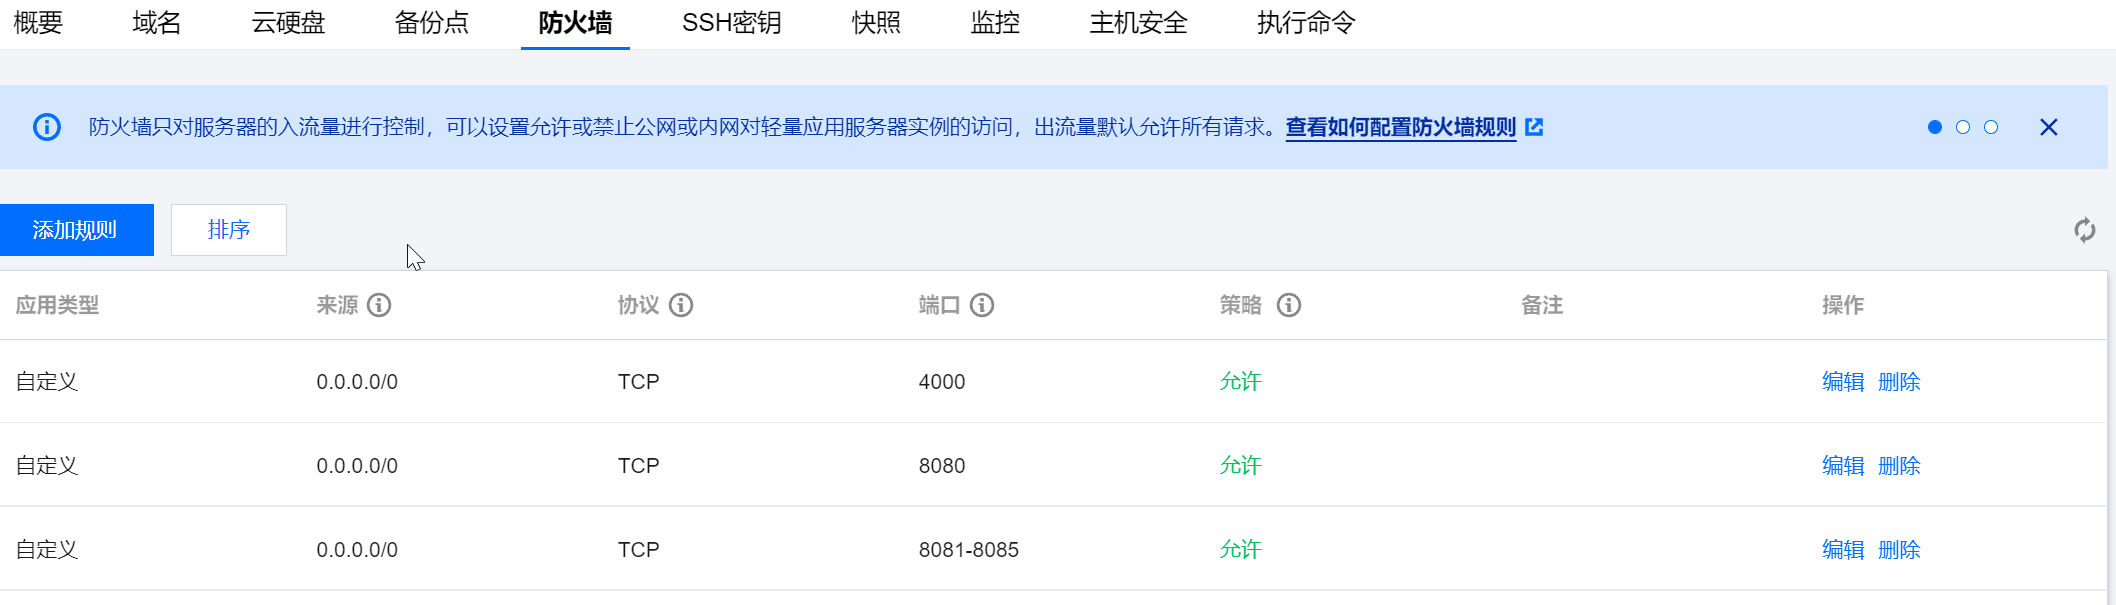 概要 域名 云硬盘 备份点 防火墙 SSH密钥 快照 监控 主机安全 执行命令
防火墙只对服务器的入流量进行控制，可以设置允许或禁止公网或内网对轻量应用服务器实例的访问，出流量默认允许所有请求。查看如何配置防火墙规则
添加规则 排序
应用类型 来源 协议 端口 策略 备注 操作
自定义 0.0.0.0/0 TCP 4000 允许 编辑 删除
自定义 0.0.0.0/0 TCP 8080 允许 编辑 删除
自定义 0.0.0.0/0 TCP 8081-8085 允许 编辑 删除